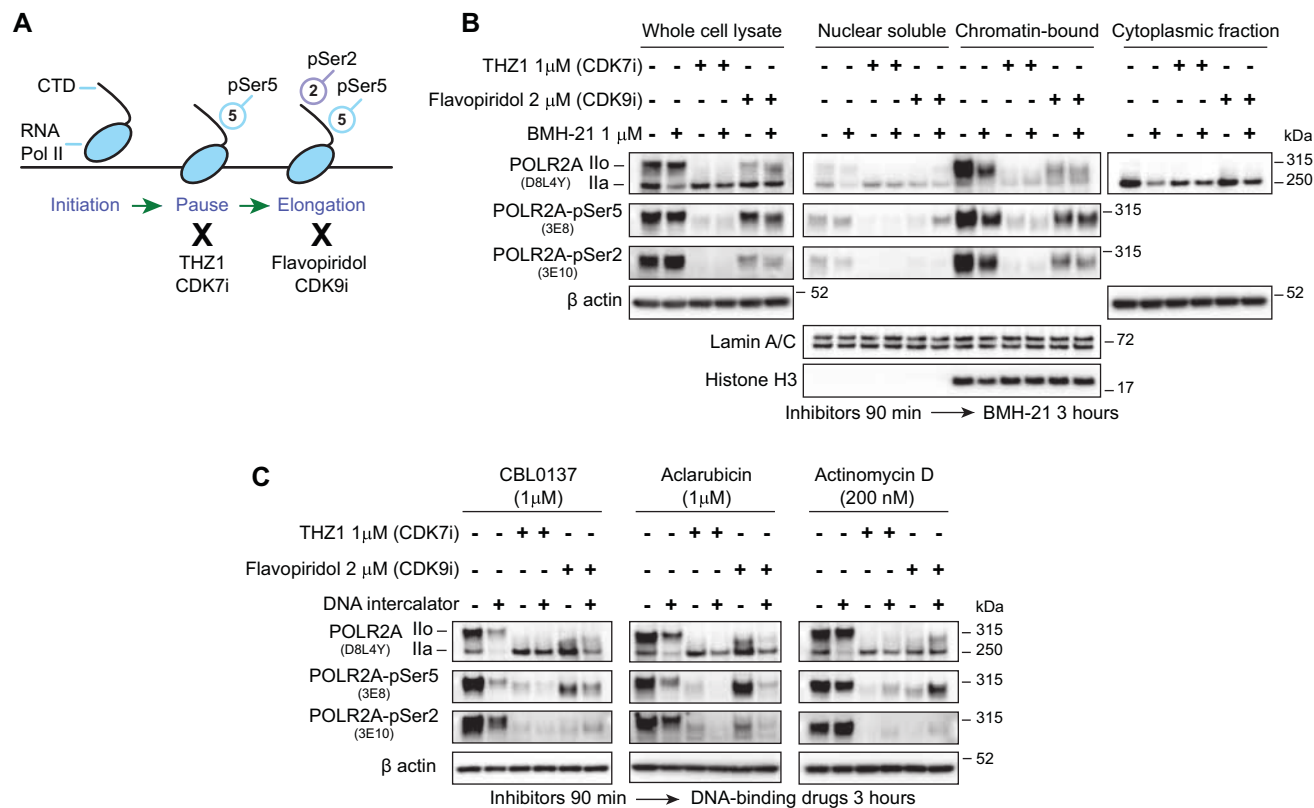 A
CTD
RNA
Pol II
pSer5
5
pSer2
2
pSer5
5
Initiation Pause Elongation
X X
THZ1 Flavopiridol
CDK7i CDK9i
B
Whole cell lysate Nuclear soluble Chromatin-bound Cytoplasmic fraction
THZ1 1μM (CDK7i) - - + + - - - - + + - - - - + + - - - - + + - -
Flavopiridol 2 μM (CDK9i) - - - - + + - - - - + + - - - - + + - - - - + +
BMH-21 1 μM - + - + - + - + - + - + - + - + - + - + - + - +
kDa
POLR2A IIo – – 315
(D8L4Y) IIa – – 250
POLR2A-pSer5 – 315
(3E8)
POLR2A-pSer2 – 315
(3E10)
β actin – 52 – 52
Lamin A/C – 72
Histone H3 – 17
Inhibitors 90 min → BMH-21 3 hours
C
CBL0137 Aclarubicin Actinomycin D
(1μM) (1μM) (200 nM)
THZ1 1μM (CDK7i) - - + + - - - - + + - - - - + + - -
Flavopiridol 2 μM (CDK9i) - - - - + + - - - - + + - - - - + +
DNA intercalator - + - + - + - + - + - + - + - + - + kDa
POLR2A IIo – – 315
(D8L4Y) IIa – – 250
POLR2A-pSer5 – 315
(3E8)
POLR2A-pSer2 – 315
(3E10)
β actin – 52
Inhibitors 90 min → DNA-binding drugs 3 hours